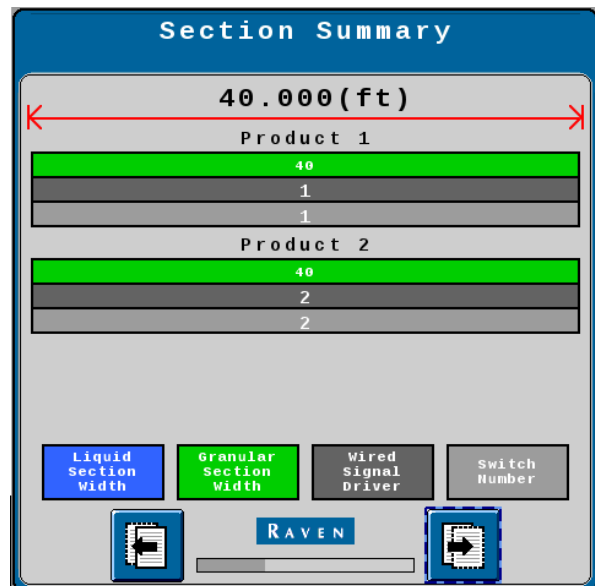 Section Summary
40.000(ft)
Product 1
40
1
1
Product 2
40
2
2
Liquid
Section
Width
Granular
Section
Width
Wired
Signal
Driver
Switch
Number
RAVEN